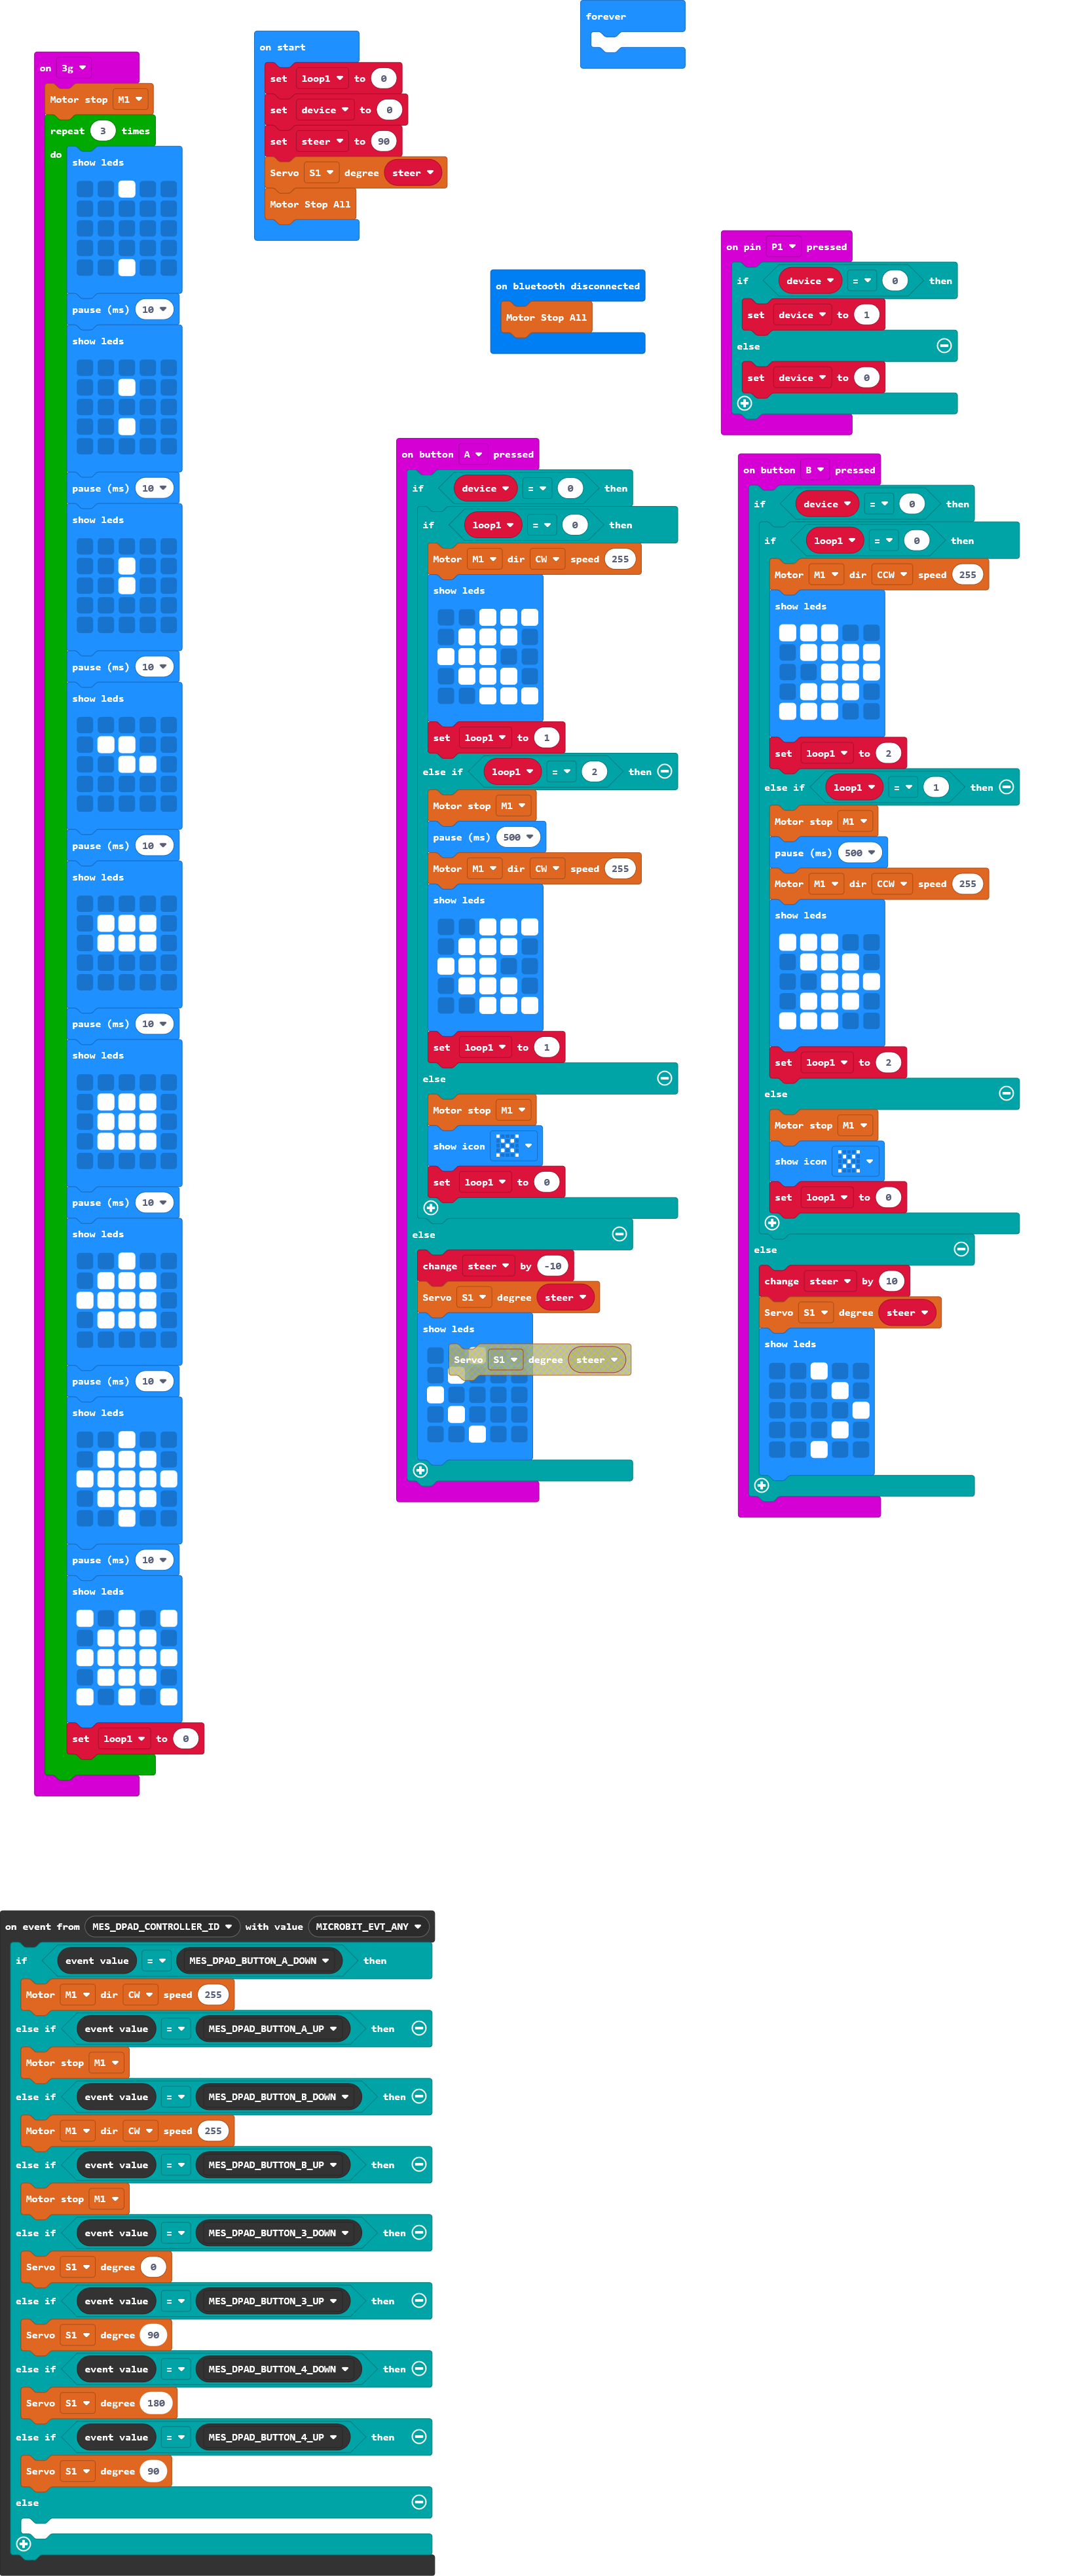 on 3g
Motor stop M1
repeat 3 times
do
show leds
pause (ms) 10
show leds
pause (ms) 10
show leds
pause (ms) 10
show leds
pause (ms) 10
show leds
pause (ms) 10
show leds
pause (ms) 10
show leds
pause (ms) 10
show leds
pause (ms) 10
show leds
set loop1 to 0
on start
set loop1 to 0
set device to 0
set steer to 90
Servo S1 degree steer
Motor Stop All
forever
on bluetooth disconnected
Motor Stop All
on pin P1 pressed
if device = 0 then
set device to 1
else
set device to 0
on button A pressed
if device = 0 then
if loop1 = 0 then
Motor M1 dir CW speed 255
show leds
set loop1 to 1
else if loop1 = 2 then
Motor stop M1
pause (ms) 500
Motor M1 dir CW speed 255
show leds
set loop1 to 1
else
Motor stop M1
show icon
set loop1 to 0
else
change steer by -10
Servo S1 degree steer
show leds
Servo S1 degree steer
on button B pressed
if device = 0 then
if loop1 = 0 then
Motor M1 dir CCW speed 255
show leds
set loop1 to 2
else if loop1 = 1 then
Motor stop M1
pause (ms) 500
Motor M1 dir CCW speed 255
show leds
set loop1 to 2
else
Motor stop M1
show icon
set loop1 to 0
else
change steer by 10
Servo S1 degree steer
show leds
on event from MES_DPAD_CONTROLLER_ID with value MICROBIT_EVT_ANY
if event value = MES_DPAD_BUTTON_A_DOWN then
Motor M1 dir CW speed 255
else if event value = MES_DPAD_BUTTON_A_UP then
Motor stop M1
else if event value = MES_DPAD_BUTTON_B_DOWN then
Motor M1 dir CW speed 255
else if event value = MES_DPAD_BUTTON_B_UP then
Motor stop M1
else if event value = MES_DPAD_BUTTON_3_DOWN then
Servo S1 degree 0
else if event value = MES_DPAD_BUTTON_3_UP then
Servo S1 degree 90
else if event value = MES_DPAD_BUTTON_4_DOWN then
Servo S1 degree 180
else if event value = MES_DPAD_BUTTON_4_UP then
Servo S1 degree 90
else